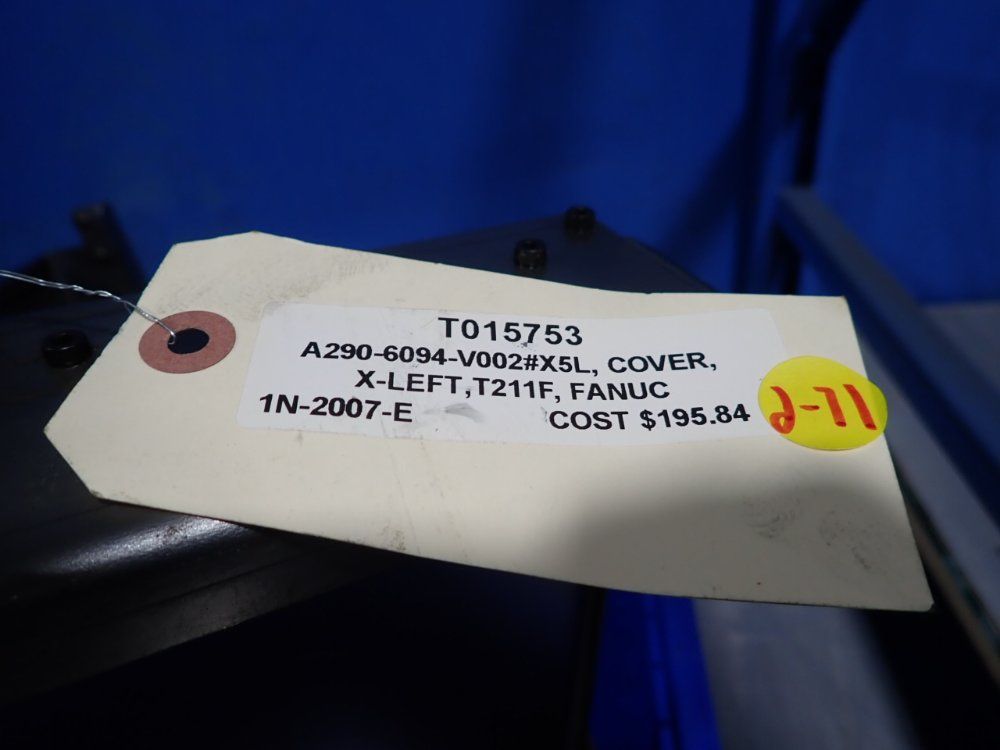 T015753
A290-6094-V002#X5L, COVER,
X-LEFT,T211F, FANUC
1N-2007-E COST $195.84
2-71